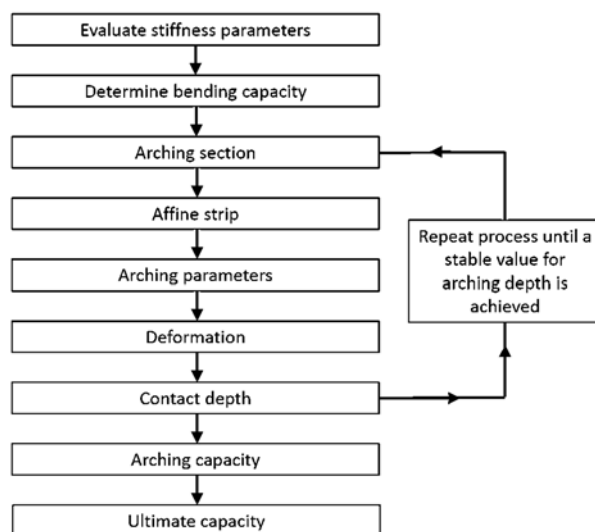 Evaluate stiffness parameters
Determine bending capacity
Arching section
Affine strip
Arching parameters
Deformation
Contact depth
Arching capacity
Ultimate capacity
Repeat process until a
stable value for
arching depth is
achieved